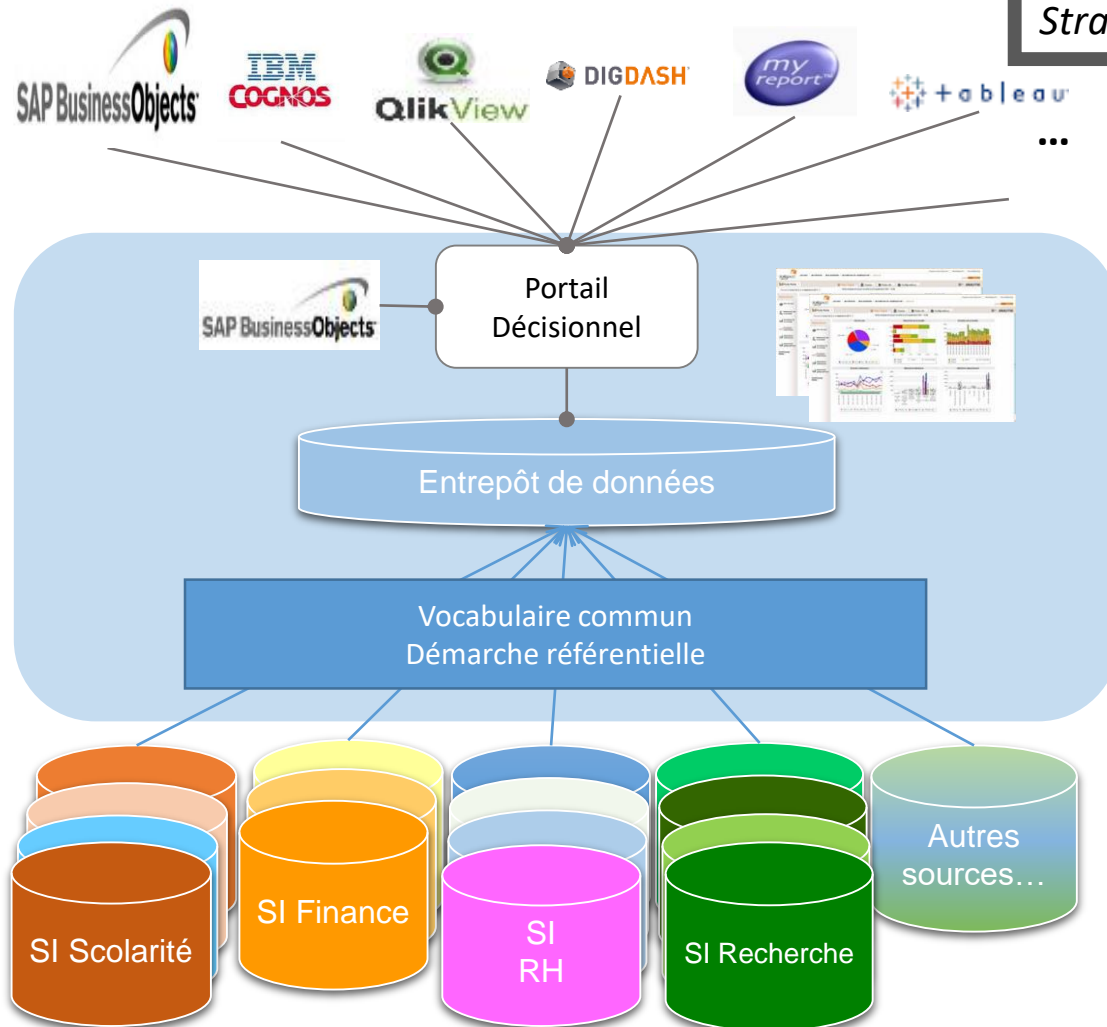 Stra
SAP BusinessObjects
IBM
COGNOS
QlikView
DIGDASH
my
report™
+ableau
...
Portail
Décisionnel
SAP BusinessObjects
Entrepôt de données
Vocabulaire commun
Démarche référentielle
SI Scolarité
SI Finance
SI
RH
SI Recherche
Autres
sources…